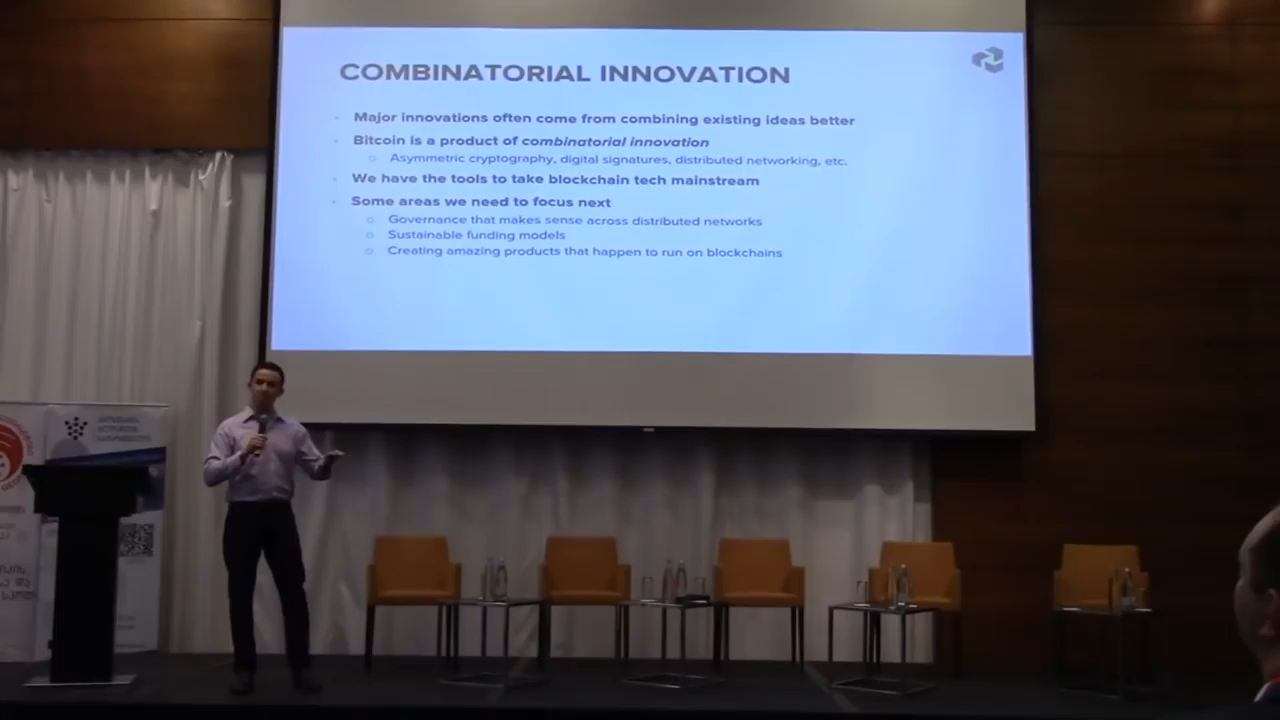 COMBINATORIAL INNOVATION
Major innovations often come from combining existing ideas better
Bitcoin is a product of combinatorial innovation
Asymmetric cryptography, digital signatures, distributed networking, etc.
We have the tools to take blockchain tech mainstream
Some areas we need to focus next
Governance that makes sense across distributed networks
Sustainable funding models
Creating amazing products that happen to run on blockchains